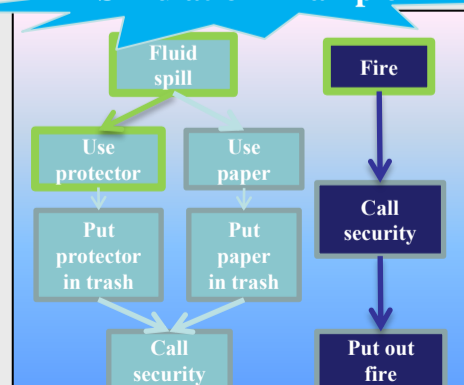 Fluid
spill
Fire
Use
protector
Use
paper
Call
security
Put
protector
in trash
Put
paper
in trash
Call
security
Put out
fire